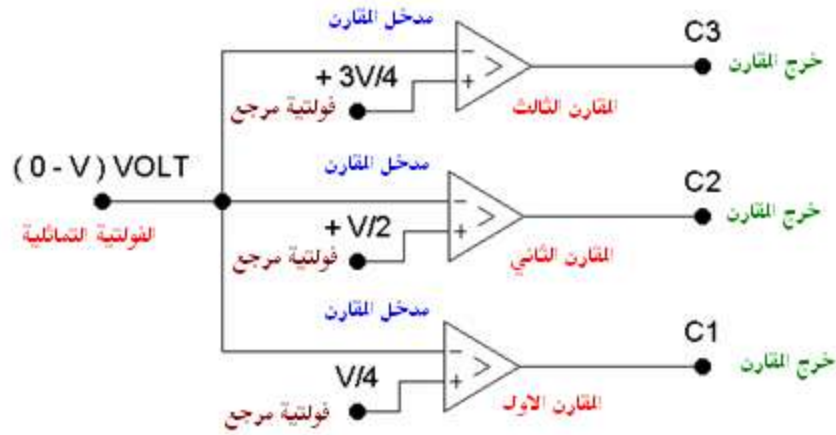 مدخل المقارن
C3
خرج المقارن
+ 3V/4
فولتية مرجع
المقارن الثالث
( 0 - V ) VOLT
الفولتية التماثلية
مدخل المقارن
C2
خرج المقارن
+ V/2
فولتية مرجع
المقارن الثاني
مدخل المقارن
C1
خرج المقارن
V/4
فولتية مرجع
المقارن الاول